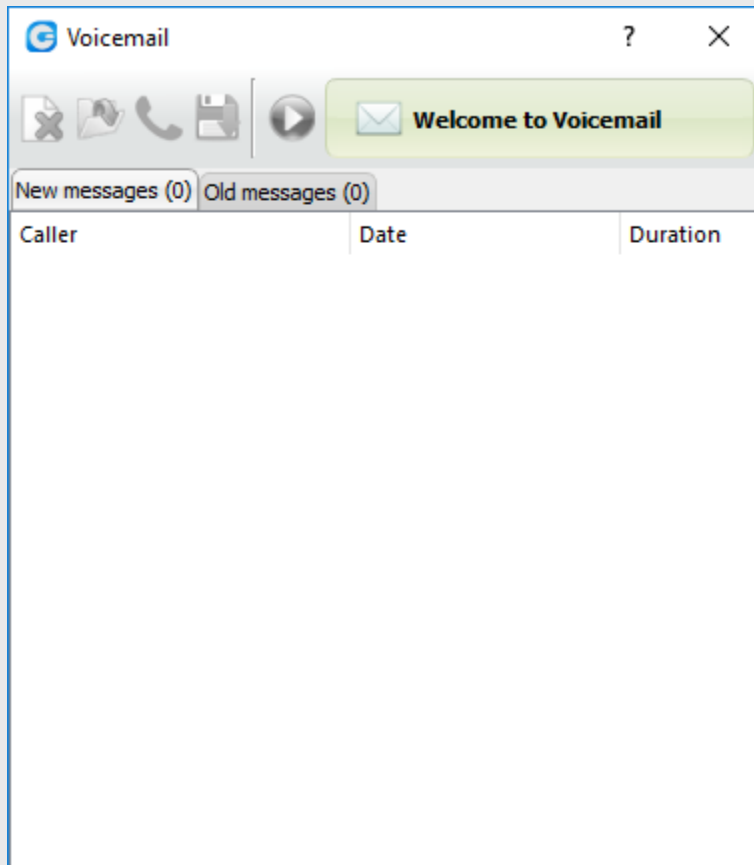 Voicemail
Welcome to Voicemail
New messages (0) Old messages (0)
Caller Date Duration